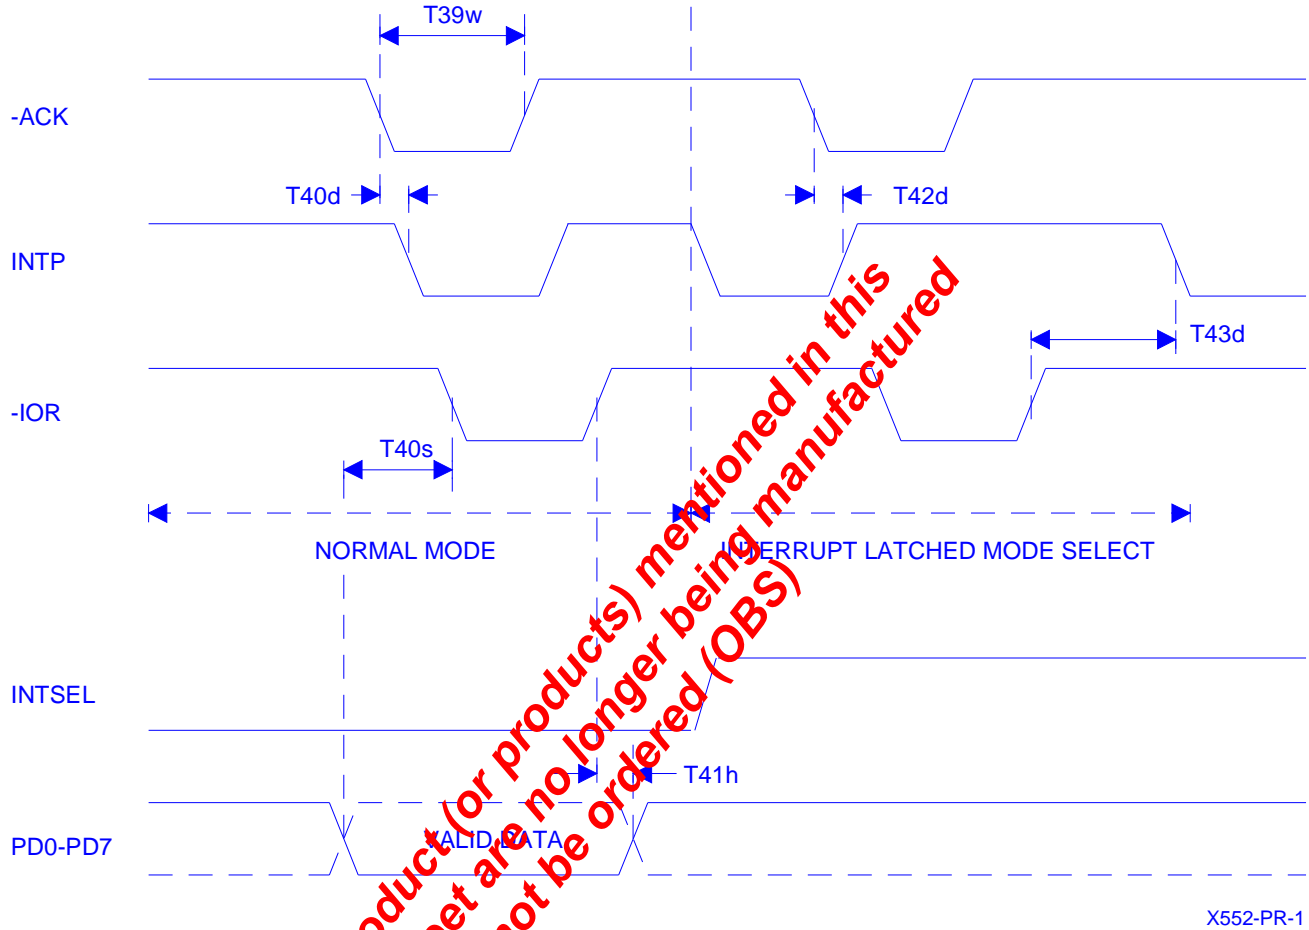 T39w
-ACK
T40d
T42d
INTP
T43d
-IOR
T40s
NORMAL MODE
INTERRUPT LATCHED MODE SELECT
INTSEL
T41h
PD0-PD7
VALID DATA
X552-PR-1
product (or products) mentioned in this
are no longer being manufactured
not be ordered (OBS)